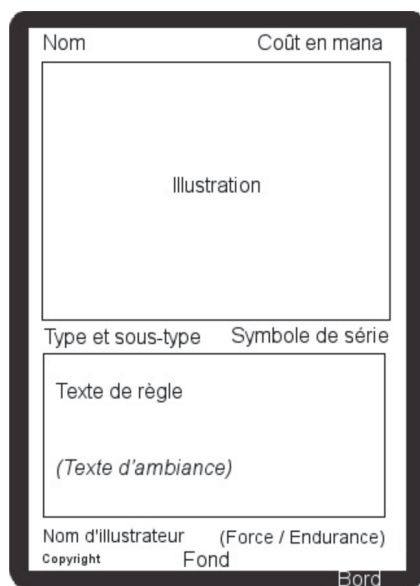 Nom Coût en mana
Illustration
Type et sous-type Symbole de série
Texte de règle
(Texte d'ambiance)
Nom d'illustrateur (Force / Endurance)
Copyright Fond
Bord